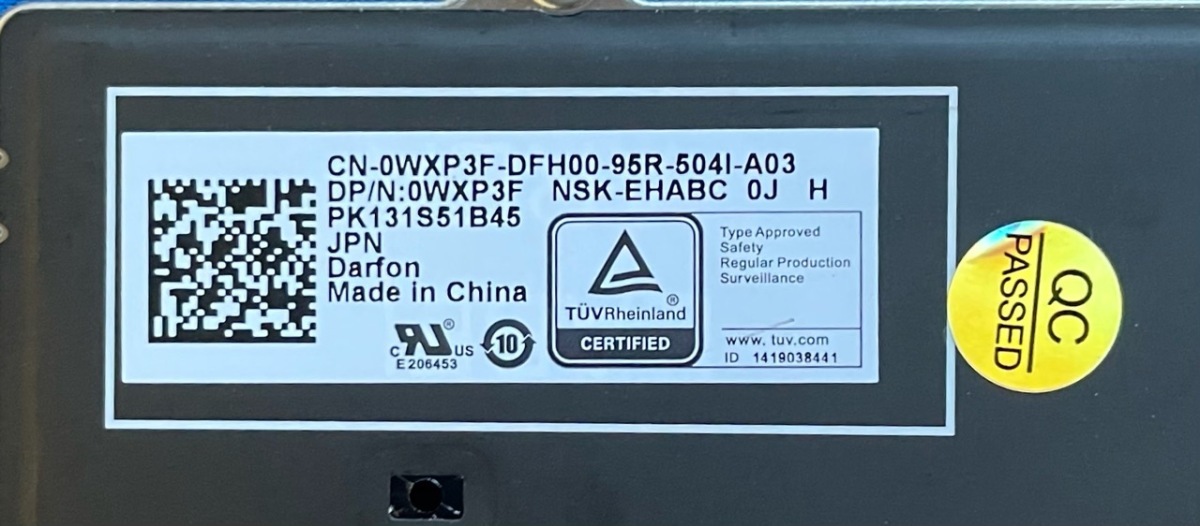 CN-0WXP3F-DFH00-95R-504I-A03
DP/N:0WXP3F NSK-EHABC 0J H
PK131S51B45
JPN
Darfon
Made in China
c RU ® US
E206453
10
TÜVRheinland ®
CERTIFIED
Type Approved
Safety
Regular Production
Surveillance
www. tuv.com
ID 1419038441
QC
PASSED